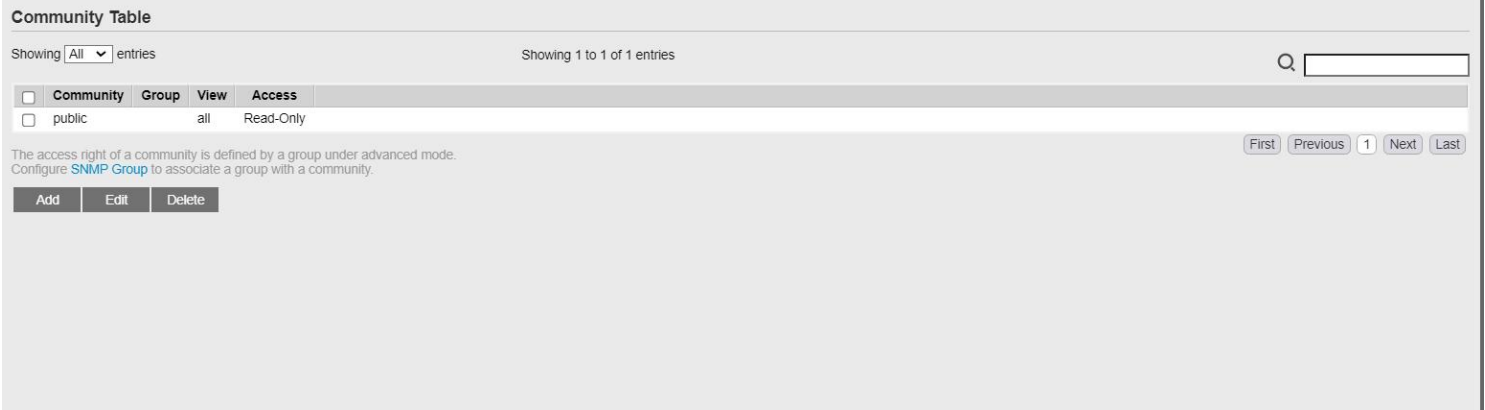 Community Table
Showing All entries Showing 1 to 1 of 1 entries
Community Group View Access
public all Read-Only
First Previous 1 Next Last
The access right of a community is defined by a group under advanced mode.
Configure SNMP Group to associate a group with a community.
Add Edit Delete